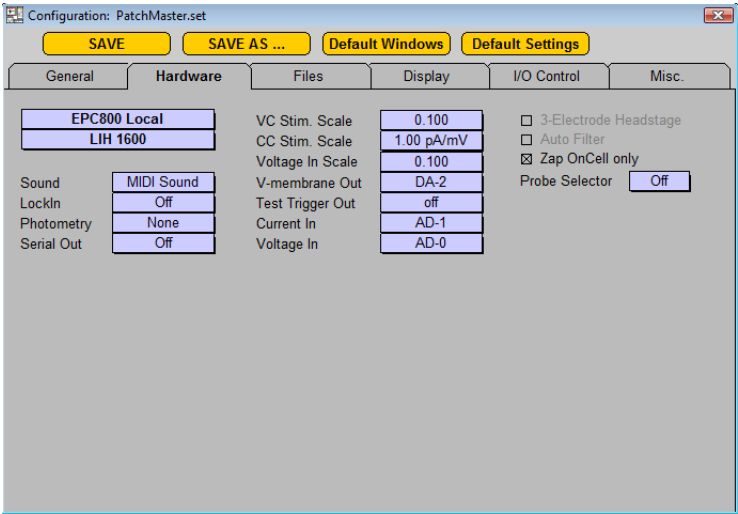 Configuration: PatchMaster.set
SAVE SAVE AS ... Default Windows Default Settings
General Hardware Files Display I/O Control Misc.
EPC800 Local VC Stim. Scale 0.100 3-Electrode Headstage
LIH 1600 CC Stim. Scale 1.00 pA/mV Auto Filter
Voltage In Scale 0.100 Zap OnCell only
Sound MIDI Sound V-membrane Out DA-2 Probe Selector Off
LockIn Off Test Trigger Out off
Photometry None Current In AD-1
Serial Out Off Voltage In AD-0